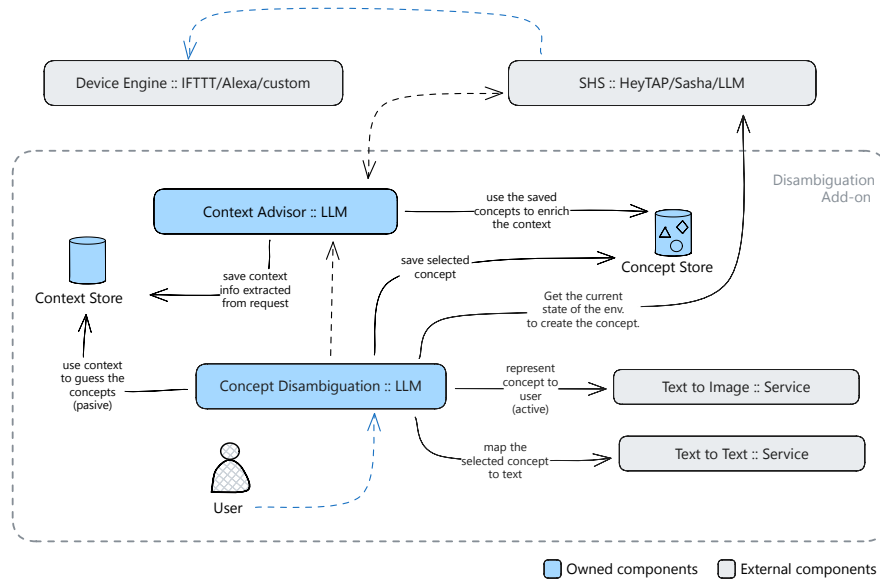 Device Engine :: IFTTT/Alexa/custom
SHS :: HeyTAP/Sasha/LLM
Disambiguation
Add-on
Context Advisor :: LLM
use the saved
concepts to enrich
the context
Concept Store
save selected
concept
Context Store
save context
info extracted
from request
Get the current
state of the env.
to create the concept.
use context
to guess the
concepts
(pasive)
Concept Disambiguation :: LLM
represent
concept to
user
(active)
Text to Image :: Service
map the
selected concept
to text
Text to Text :: Service
User
Owned components
External components